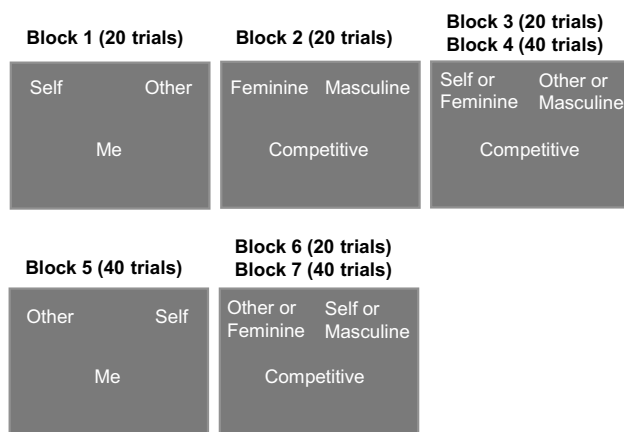 Block 1 (20 trials)
Self Other
Me
Block 2 (20 trials)
Feminine Masculine
Competitive
Block 3 (20 trials)
Block 4 (40 trials)
Self or
Feminine
Other or
Masculine
Competitive
Block 5 (40 trials)
Other Self
Me
Block 6 (20 trials)
Block 7 (40 trials)
Other or
Feminine
Self or
Masculine
Competitive